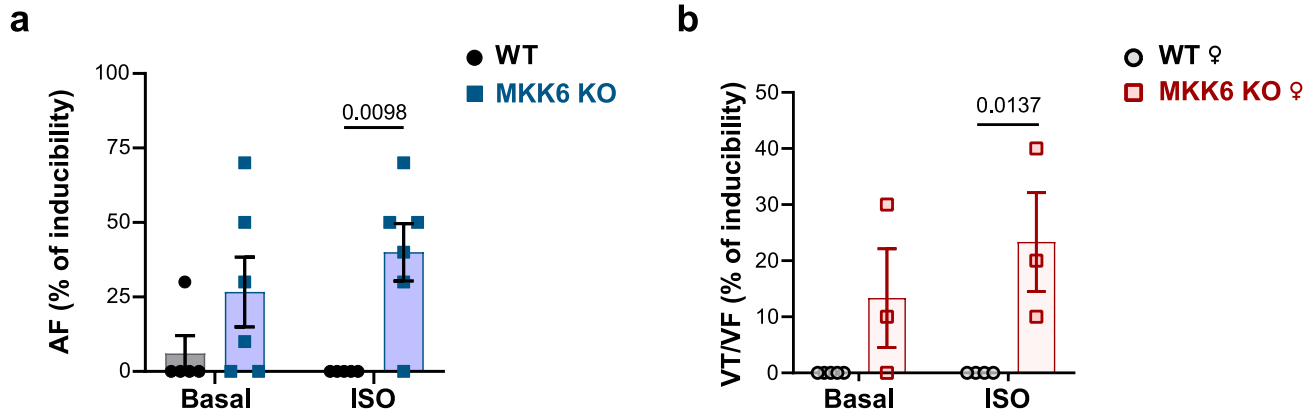 a
WT
MKK6 KO
AF (% of inducibility)
100
75
50
25
0
0.0098
Basal
ISO
b
WT ♀
MKK6 KO ♀
VT/VF (% of inducibility)
50
40
30
20
10
0
0.0137
Basal
ISO